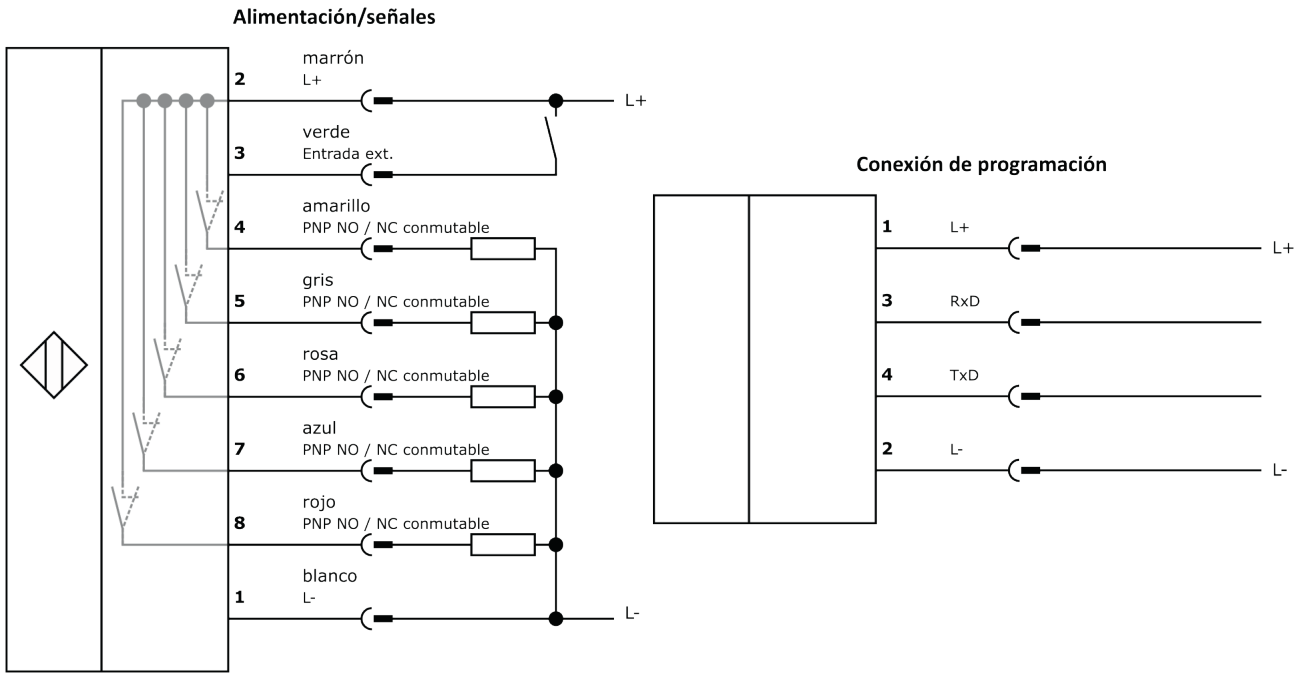 Alimentación/señales
marrón
2 L+
L+
verde
3 Entrada ext.
amarillo
4 PNP NO / NC conmutable
gris
5 PNP NO / NC conmutable
rosa
6 PNP NO / NC conmutable
azul
7 PNP NO / NC conmutable
rojo
8 PNP NO / NC conmutable
blanco
1 L-
L-
Conexión de programación
1 L+
L+
3 RxD
4 TxD
2 L-
L-